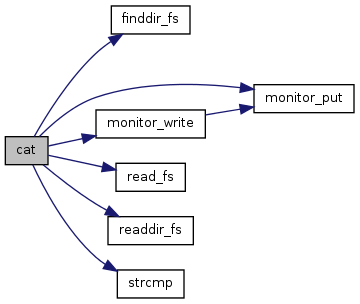 finddir_fs
monitor_put
monitor_write
cat
read_fs
readdir_fs
strcmp